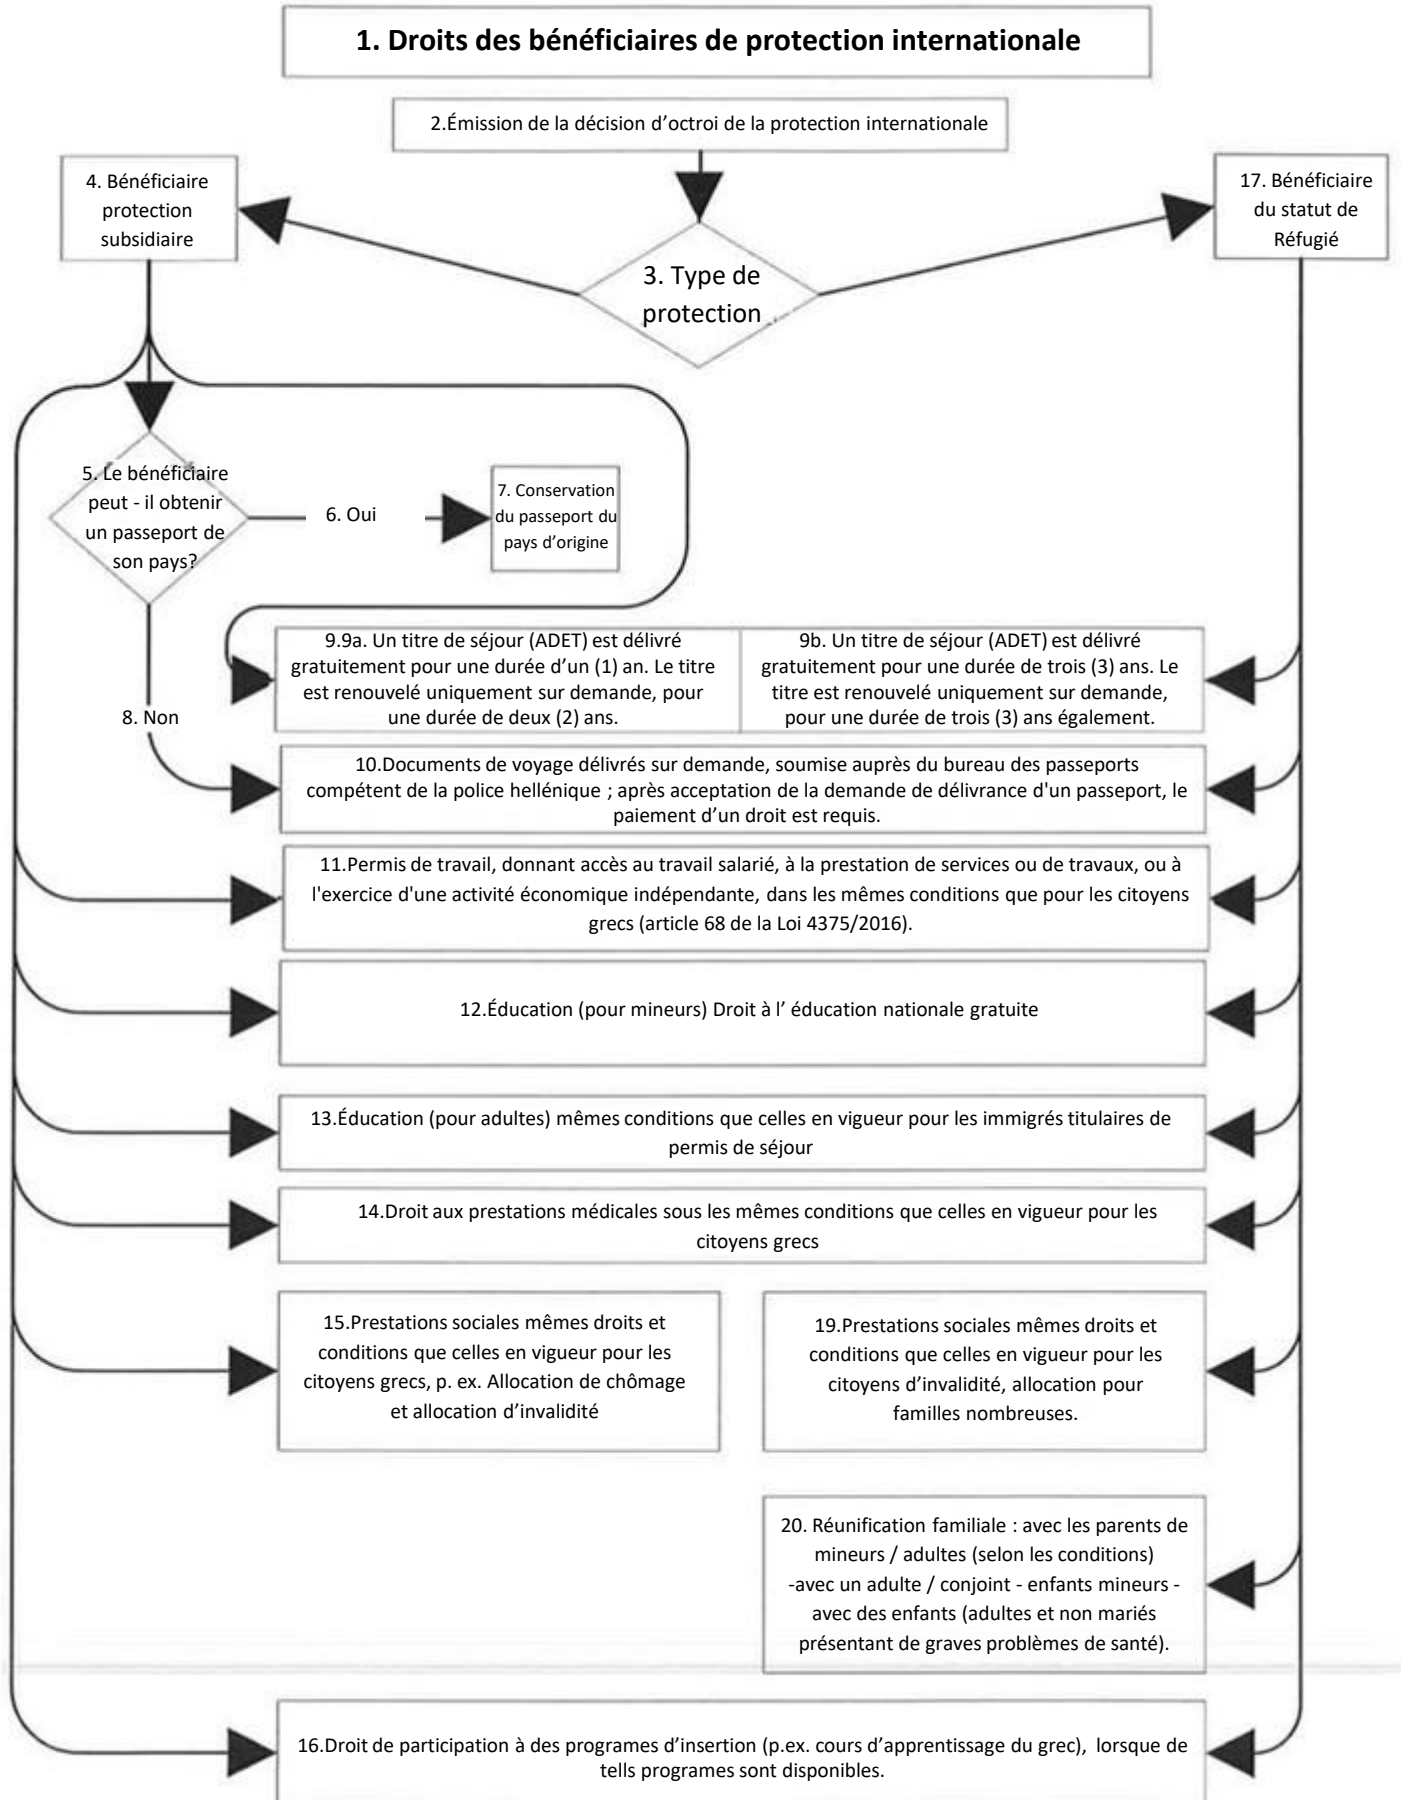 1. Droits des bénéficiaires de protection internationale
2.Émission de la décision d’octroi de la protection internationale
4. Bénéficiaire
protection
subsidiaire
17. Bénéficiaire
du statut de
Réfugié
3. Type de
protection
5. Le bénéficiaire
peut - il obtenir
un passeport de
son pays?
6. Oui
7. Conservation
du passeport du
pays d’origine
8. Non
9.9a. Un titre de séjour (ADET) est délivré
gratuitement pour une durée d’un (1) an. Le titre
est renouvelé uniquement sur demande, pour
une durée de deux (2) ans.
9b. Un titre de séjour (ADET) est délivré
gratuitement pour une durée de trois (3) ans. Le
titre est renouvelé uniquement sur demande,
pour une durée de trois (3) ans également.
10.Documents de voyage délivrés sur demande, soumise auprès du bureau des passeports
compétent de la police hellénique ; après acceptation de la demande de délivrance d'un passeport, le
paiement d’un droit est requis.
11.Permis de travail, donnant accès au travail salarié, à la prestation de services ou de travaux, ou à
l'exercice d'une activité économique indépendante, dans les mêmes conditions que pour les citoyens
grecs (article 68 de la Loi 4375/2016).
12.Éducation (pour mineurs) Droit à l’ éducation nationale gratuite
13.Éducation (pour adultes) mêmes conditions que celles en vigueur pour les immigrés titulaires de
permis de séjour
14.Droit aux prestations médicales sous les mêmes conditions que celles en vigueur pour les
citoyens grecs
15.Prestations sociales mêmes droits et
conditions que celles en vigueur pour les
citoyens grecs, p. ex. Allocation de chômage
et allocation d’invalidité
19.Prestations sociales mêmes droits et
conditions que celles en vigueur pour les
citoyens d’invalidité, allocation pour
familles nombreuses.
20. Réunification familiale : avec les parents de
mineurs / adultes (selon les conditions)
-avec un adulte / conjoint - enfants mineurs -
avec des enfants (adultes et non mariés
présentant de graves problèmes de santé).
16.Droit de participation à des programes d’insertion (p.ex. cours d’apprentissage du grec), lorsque de
tells programes sont disponibles.